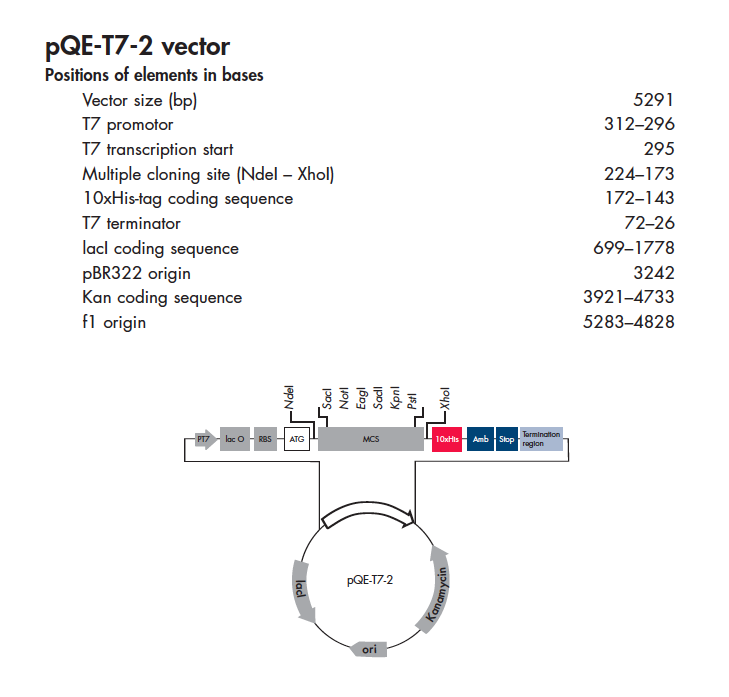 pQE-T7-2 vector
Positions of elements in bases
Vector size (bp) 5291
T7 promotor 312–296
T7 transcription start 295
Multiple cloning site (NdeI – XhoI) 224–173
10xHis-tag coding sequence 172–143
T7 terminator 72–26
lacI coding sequence 699–1778
pBR322 origin 3242
Kan coding sequence 3921–4733
f1 origin 5283–4828
NdeI
SacI
NotI
EagI
SacII
KpnI
PstI
XhoI
PT7
lac O
RBS
ATG
MCS
10xHis
Amb
Stop
Termination
region
pQE-T7-2
lacI
Kanamycin
ori